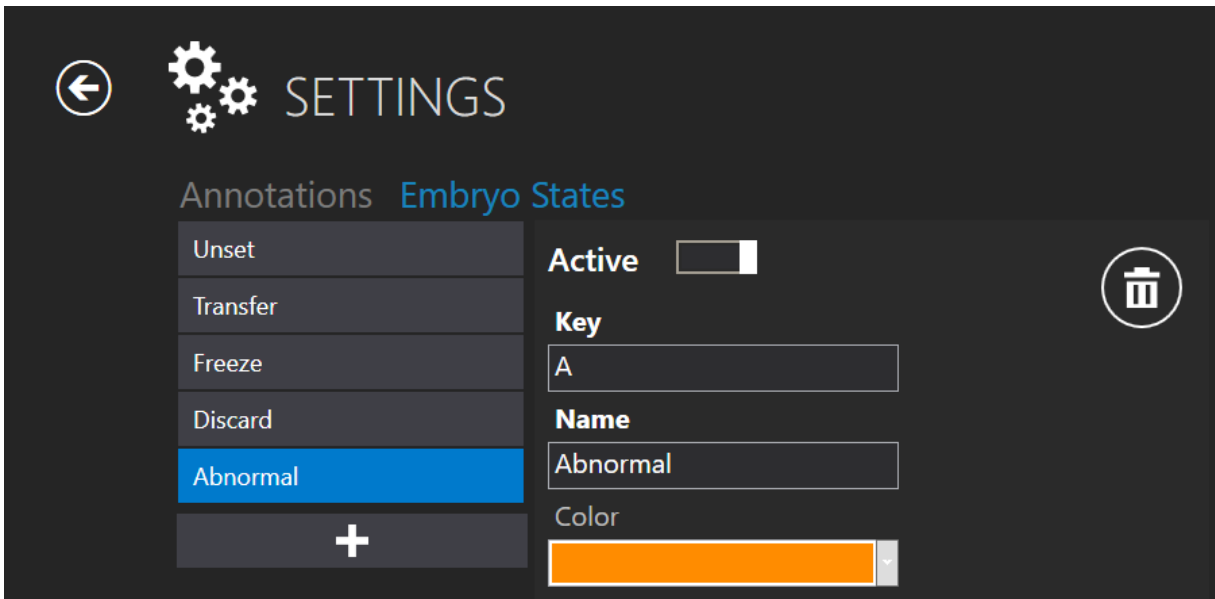 SETTINGS
Annotations Embryo States
Unset
Transfer
Freeze
Discard
Abnormal
Active
Key
A
Name
Abnormal
Color